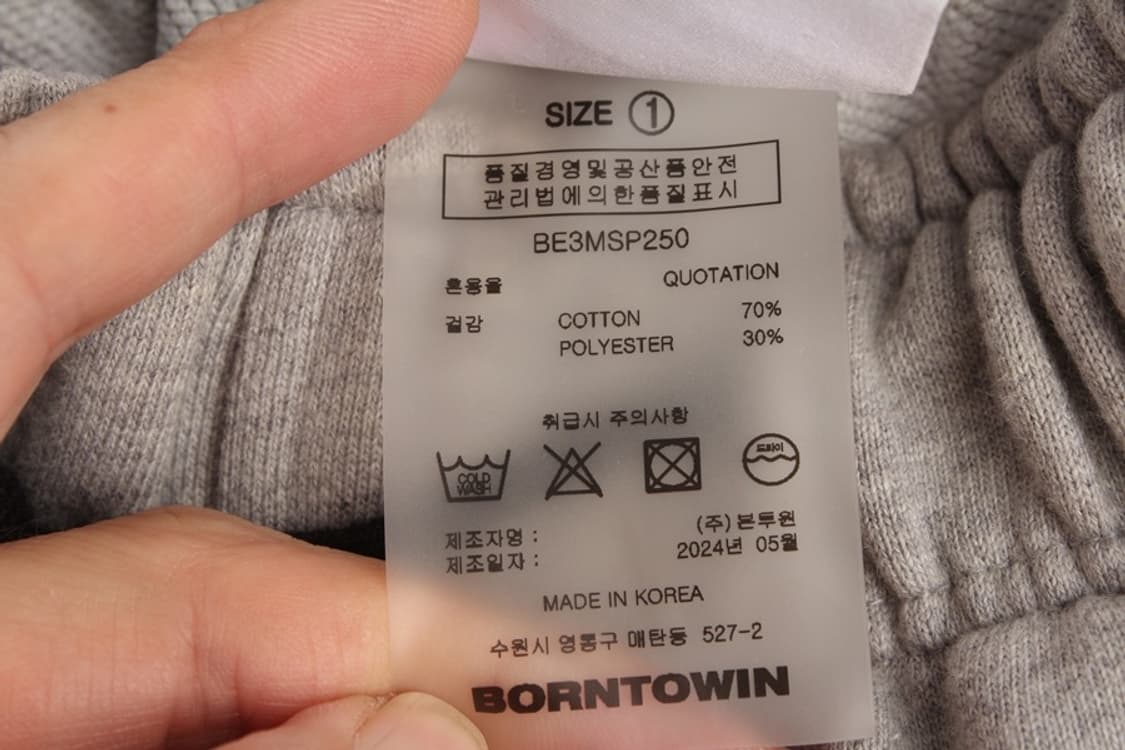 SIZE ①
품질경영및공산품안전
관리법에의한품질표시
BE3MSP250
혼용율 QUOTATION
겉감 COTTON 70%
POLYESTER 30%
취급시 주의사항
COLD WASH 드라이
제조자명 : (주)본투윈
제조일자 : 2024년 05월
MADE IN KOREA
수원시 영통구 매탄동 527-2
BORNTOWIN